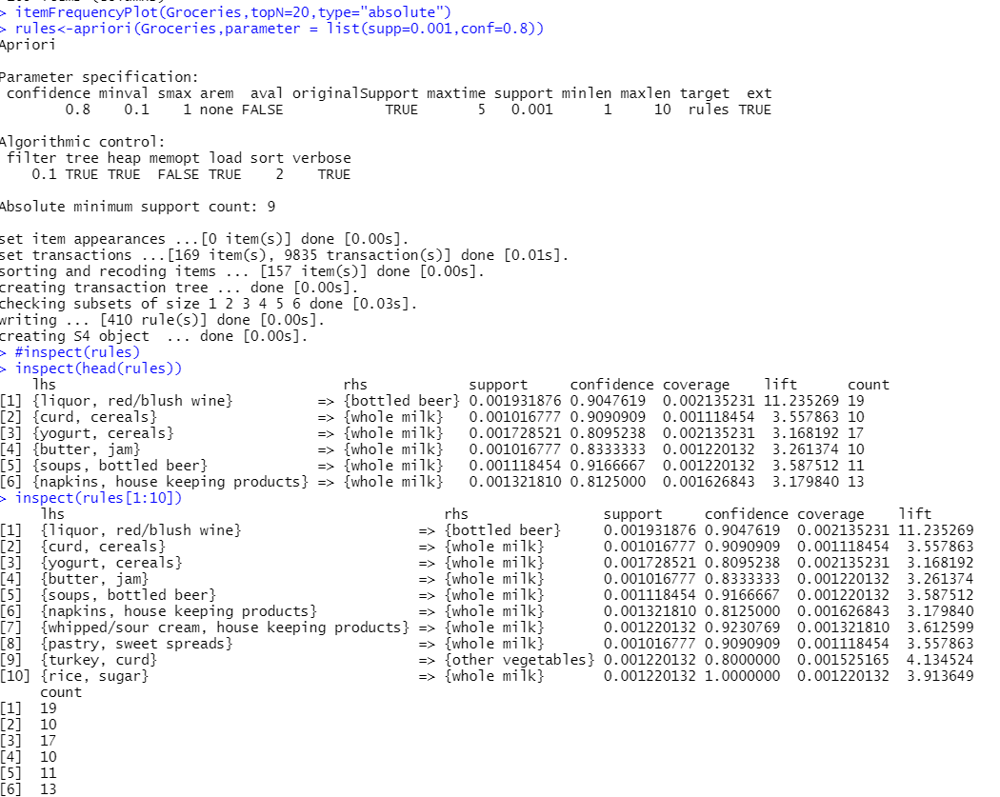 > itemFrequencyPlot(Groceries,topN=20,type="absolute")
> rules<-apriori(Groceries,parameter = list(supp=0.001,conf=0.8))
Apriori

Parameter specification:
 confidence minval smax arem  aval originalSupport maxtime support minlen maxlen target  ext
        0.8    0.1    1 none FALSE            TRUE       5   0.001      1     10  rules TRUE

Algorithmic control:
 filter tree heap memopt load sort verbose
    0.1 TRUE TRUE  FALSE TRUE    2    TRUE

Absolute minimum support count: 9

set item appearances ...[0 item(s)] done [0.00s].
set transactions ...[169 item(s), 9835 transaction(s)] done [0.01s].
sorting and recoding items ... [157 item(s)] done [0.00s].
creating transaction tree ... done [0.00s].
checking subsets of size 1 2 3 4 5 6 done [0.03s].
writing ... [410 rule(s)] done [0.00s].
creating S4 object  ... done [0.00s].
> #inspect(rules)
> inspect(head(rules))
    lhs                                   rhs            support     confidence coverage    lift      count
[1] {liquor, red/blush wine}           => {bottled beer} 0.001931876 0.9047619  0.002135231 11.235269 19
[2] {curd, cereals}                    => {whole milk}   0.001016777 0.9090909  0.001118454  3.557863 10
[3] {yogurt, cereals}                  => {whole milk}   0.001728521 0.8095238  0.002135231  3.168192 17
[4] {butter, jam}                      => {whole milk}   0.001016777 0.8333333  0.001220132  3.261374 10
[5] {soups, bottled beer}              => {whole milk}   0.001118454 0.9166667  0.001220132  3.587512 11
[6] {napkins, house keeping products} => {whole milk}   0.001321810 0.8125000  0.001626843  3.179840 13
> inspect(rules[1:10])
     lhs                                              rhs                support     confidence coverage    lift
[1]  {liquor, red/blush wine}                      => {bottled beer}     0.001931876 0.9047619  0.002135231 11.235269
[2]  {curd, cereals}                               => {whole milk}       0.001016777 0.9090909  0.001118454  3.557863
[3]  {yogurt, cereals}                             => {whole milk}       0.001728521 0.8095238  0.002135231  3.168192
[4]  {butter, jam}                                 => {whole milk}       0.001016777 0.8333333  0.001220132  3.261374
[5]  {soups, bottled beer}                         => {whole milk}       0.001118454 0.9166667  0.001220132  3.587512
[6]  {napkins, house keeping products}             => {whole milk}       0.001321810 0.8125000  0.001626843  3.179840
[7]  {whipped/sour cream, house keeping products} => {whole milk}       0.001220132 0.9230769  0.001321810  3.612599
[8]  {pastry, sweet spreads}                       => {whole milk}       0.001016777 0.9090909  0.001118454  3.557863
[9]  {turkey, curd}                                => {other vegetables} 0.001220132 0.8000000  0.001525165  4.134524
[10] {rice, sugar}                                 => {whole milk}       0.001220132 1.0000000  0.001220132  3.913649
     count
[1]  19
[2]  10
[3]  17
[4]  10
[5]  11
[6]  13